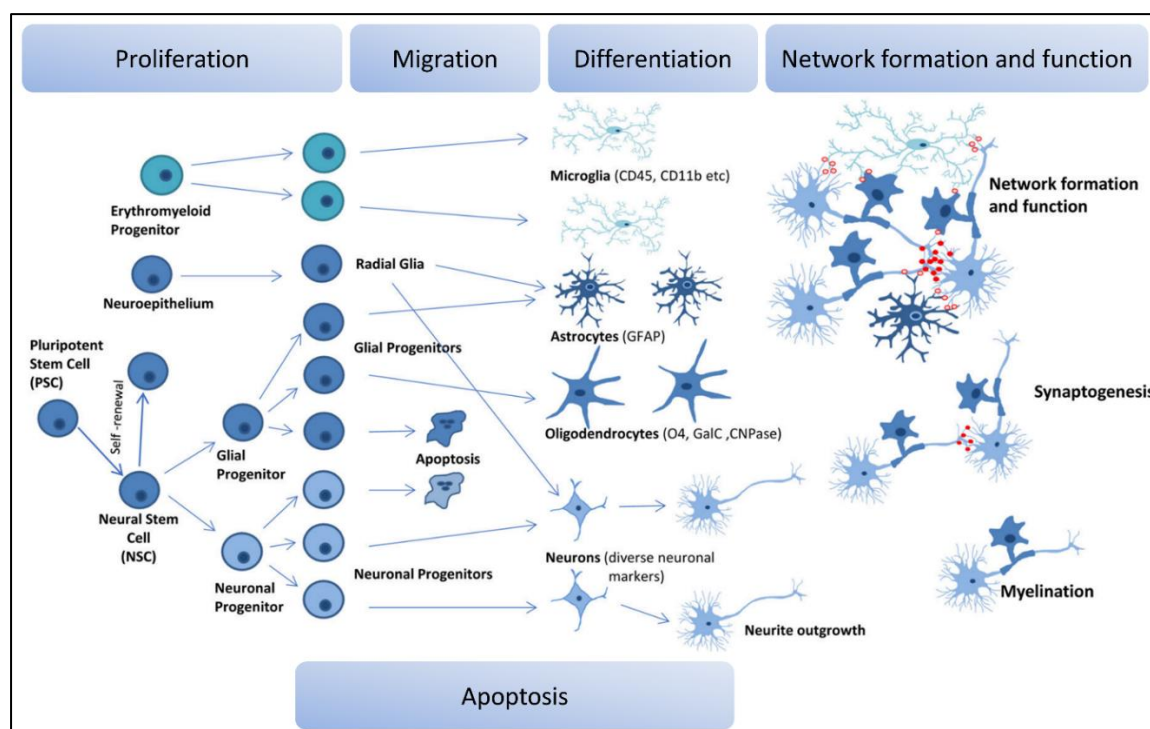 Proliferation
Migration
Differentiation
Network formation and function
Erythromyeloid
Progenitor
Microglia (CD45, CD11b etc)
Network formation
and function
Neuroepithelium
Radial Glia
Astrocytes (GFAP)
Pluripotent
Stem Cell
(PSC)
Self -renewal
Glial Progenitors
Glial
Progenitor
Apoptosis
Oligodendrocytes (O4, GalC ,CNPase)
Synaptogenesis
Neural Stem
Cell
(NSC)
Neuronal
Progenitor
Neuronal Progenitors
Neurons (diverse neuronal
markers)
Neurite outgrowth
Myelination
Apoptosis